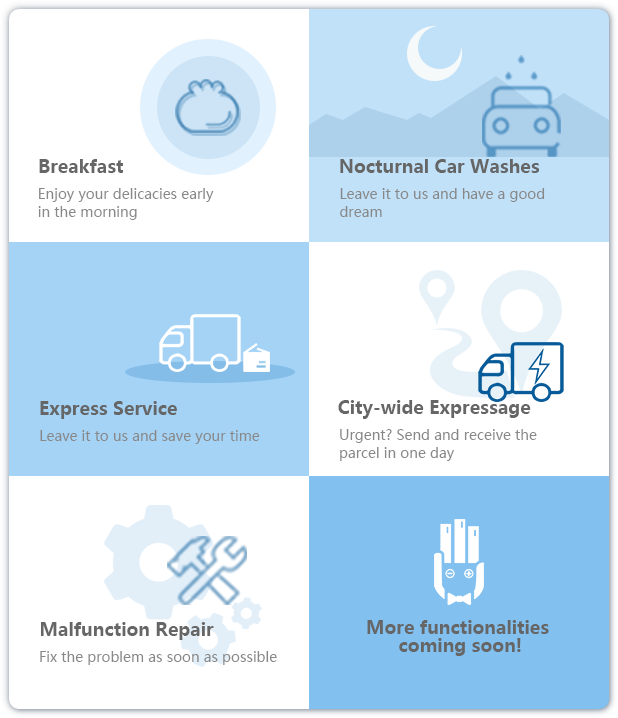 Breakfast
Enjoy your delicacies early
in the morning
Nocturnal Car Washes
Leave it to us and have a good
dream
Express Service
Leave it to us and save your time
City-wide Expressage
Urgent? Send and receive the
parcel in one day
Malfunction Repair
Fix the problem as soon as possible
More functionalities
coming soon!